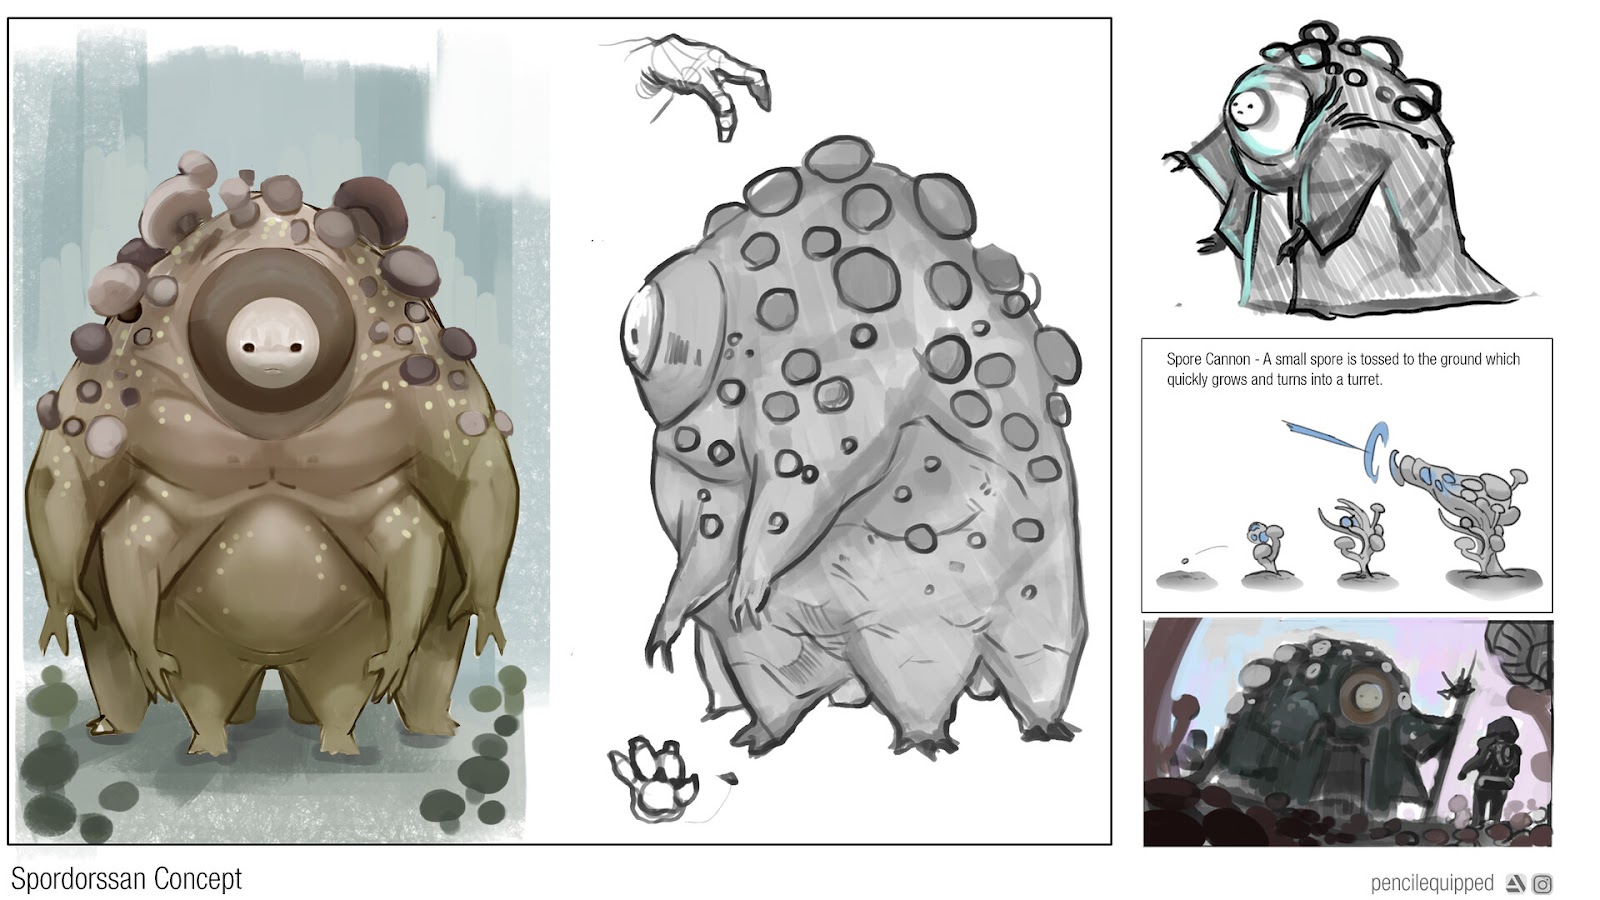 Spore Cannon - A small spore is tossed to the ground which
quickly grows and turns into a turret.
Spordorssan Concept
pencilequipped